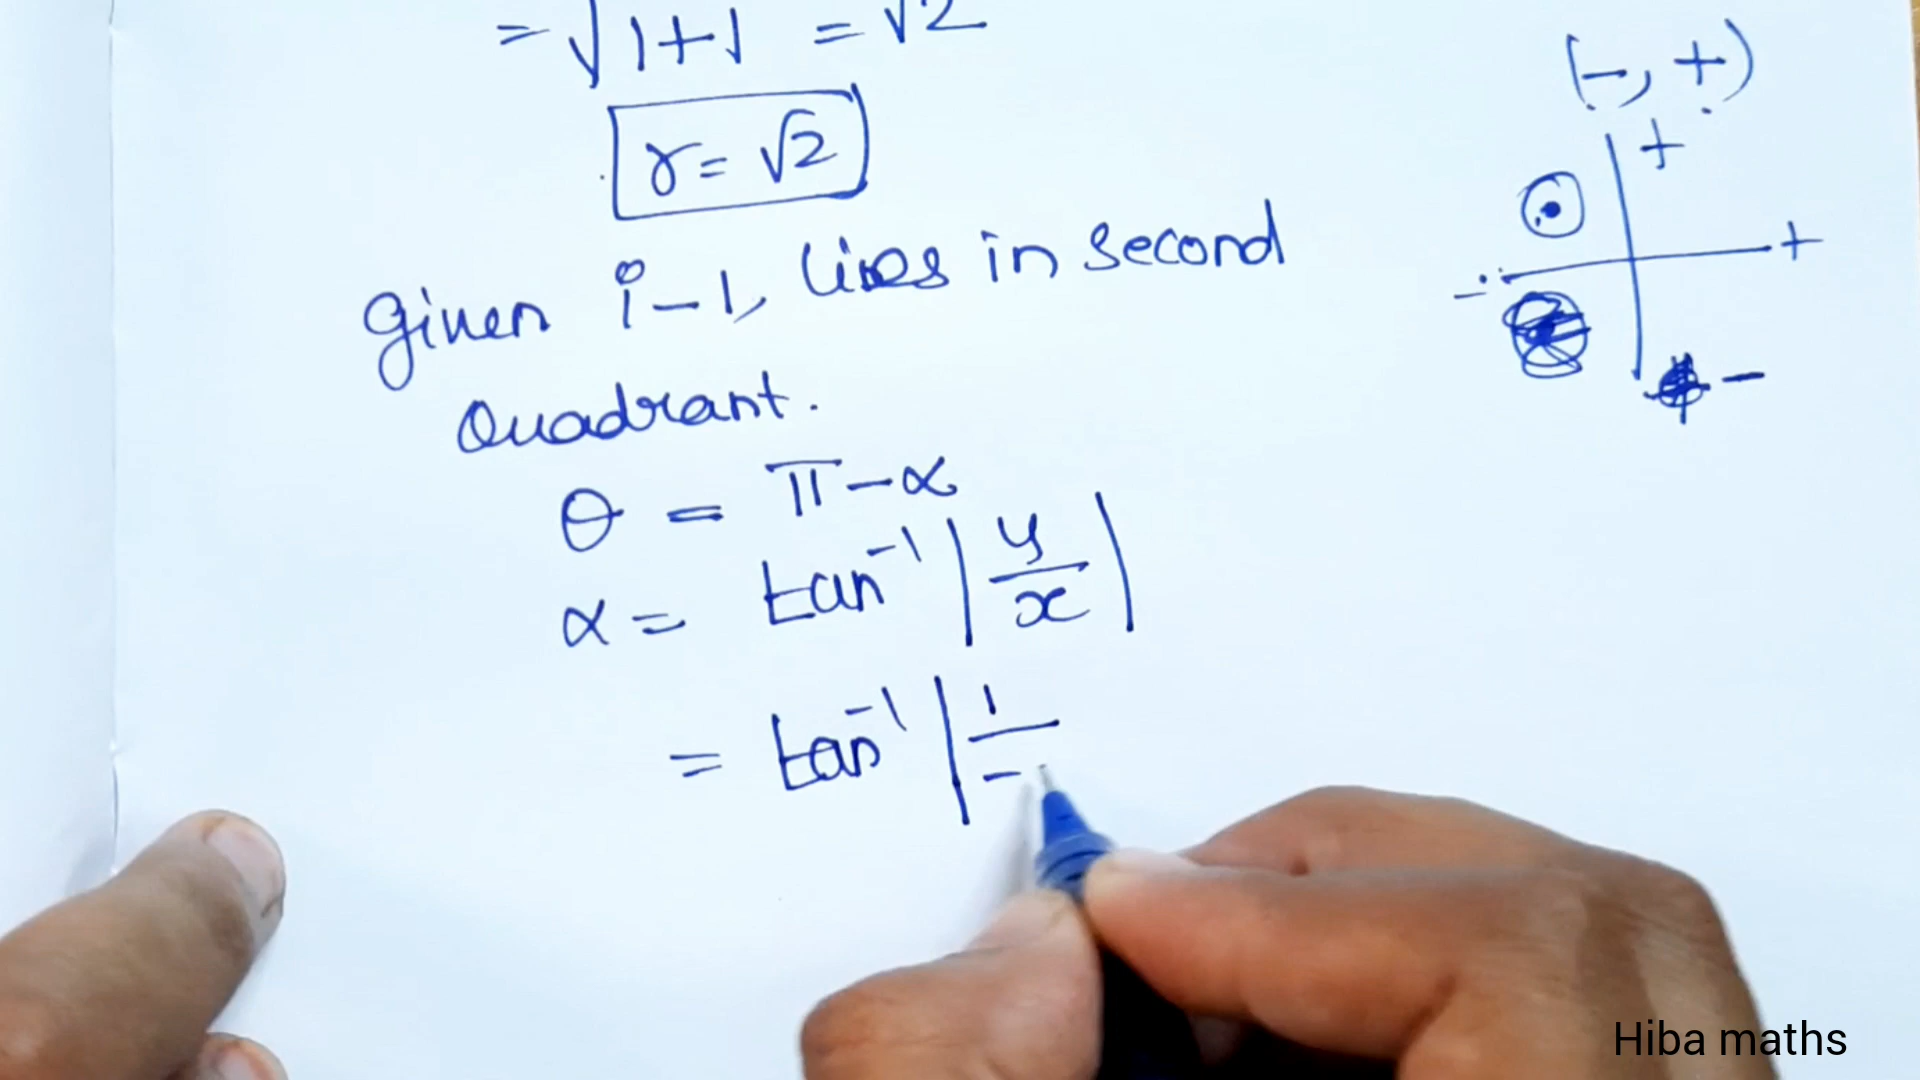 = √1+1 = √2
r = √2
given i-1, lies in second
Quadrant.
θ = π-α
α = tan⁻¹ |y/x|
= tan⁻¹ |1/-
(-, +)
+
- +
-
Hiba maths